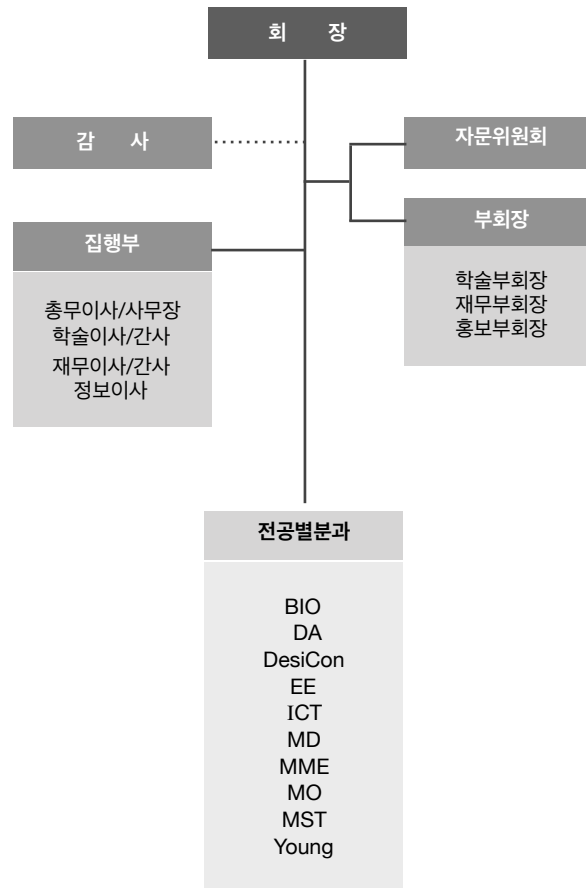 회 장
감 사
자문위원회
부회장
학술부회장
재무부회장
홍보부회장
집행부
총무이사/사무장
학술이사/간사
재무이사/간사
정보이사
전공별분과
BIO
DA
DesiCon
EE
ICT
MD
MME
MO
MST
Young